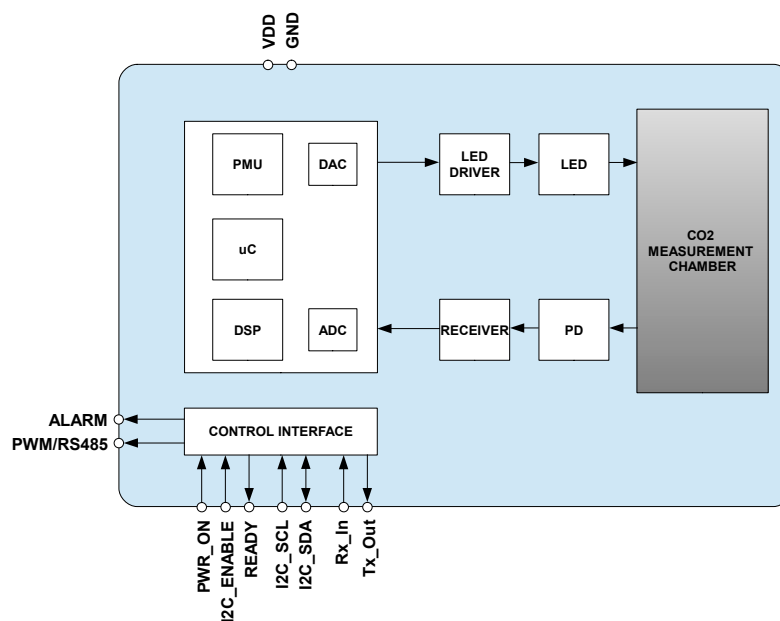 VDD
GND
PMU
DAC
LED
DRIVER
LED
uC
CO2
MEASUREMENT
CHAMBER
DSP
ADC
RECEIVER
PD
ALARM
PWM/RS485
CONTROL INTERFACE
PWR_ON
I2C_ENABLE
READY
I2C_SCL
I2C_SDA
Rx_In
Tx_Out